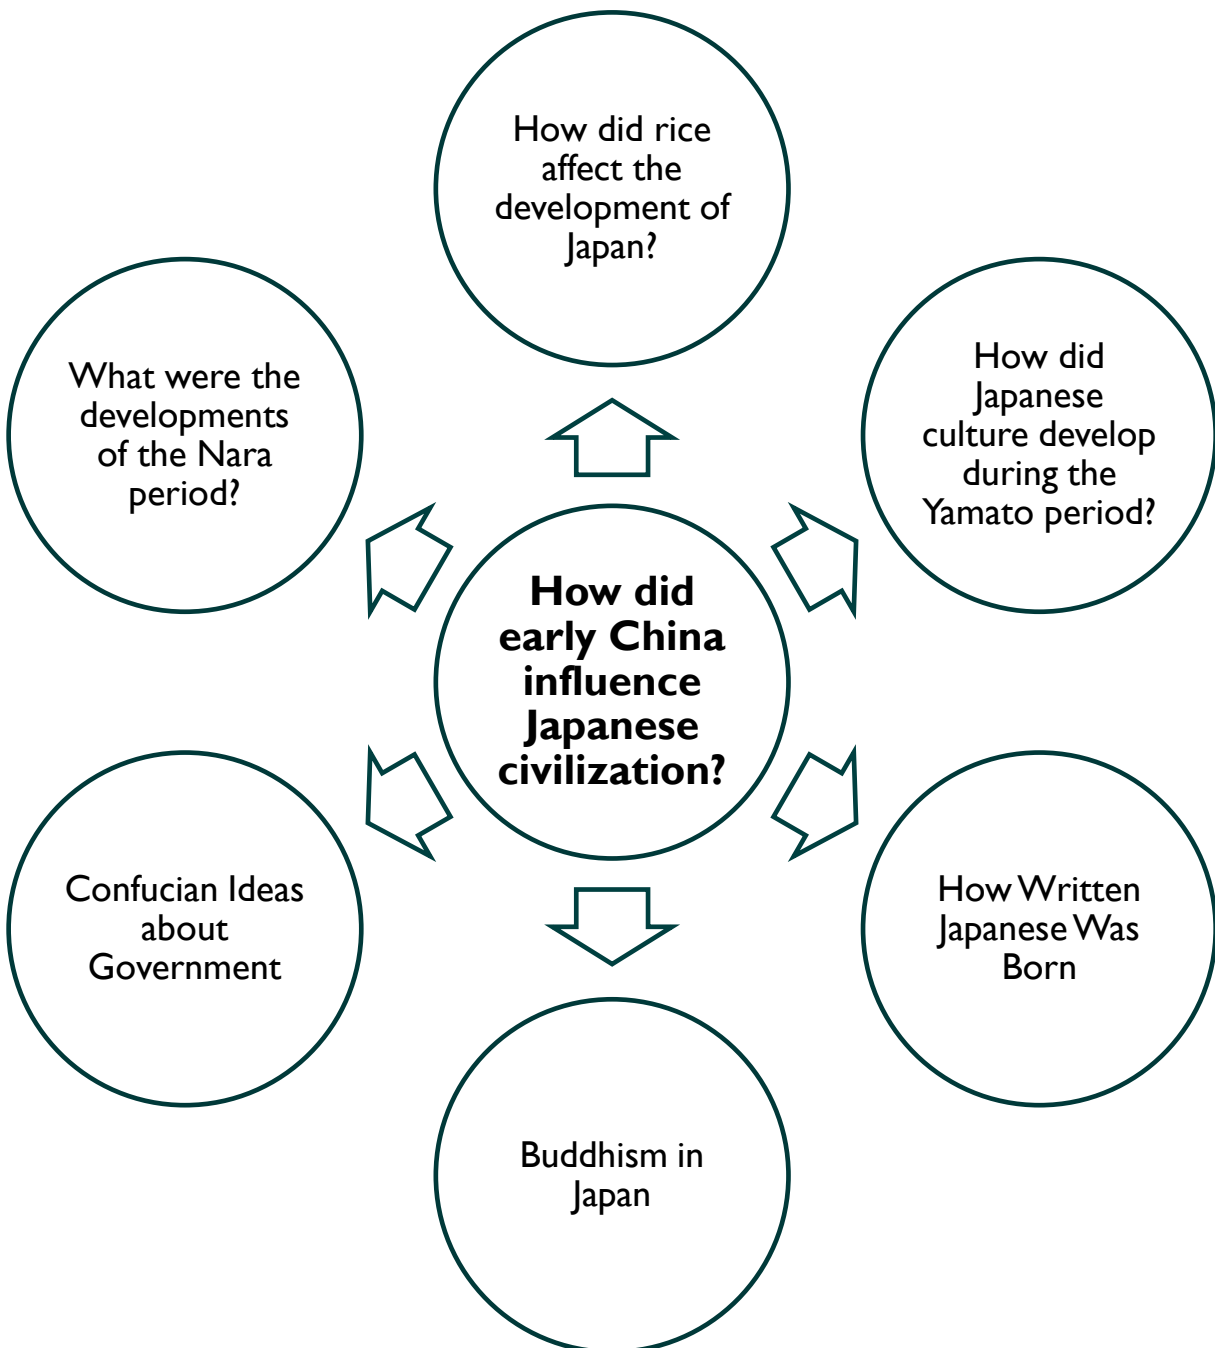 How did rice
affect the
development of
Japan?
How did
Japanese
culture develop
during the
Yamato period?
How Written
Japanese Was
Born
Buddhism in
Japan
Confucian Ideas
about
Government
What were the
developments
of the Nara
period?
How did
early China
influence
Japanese
civilization?